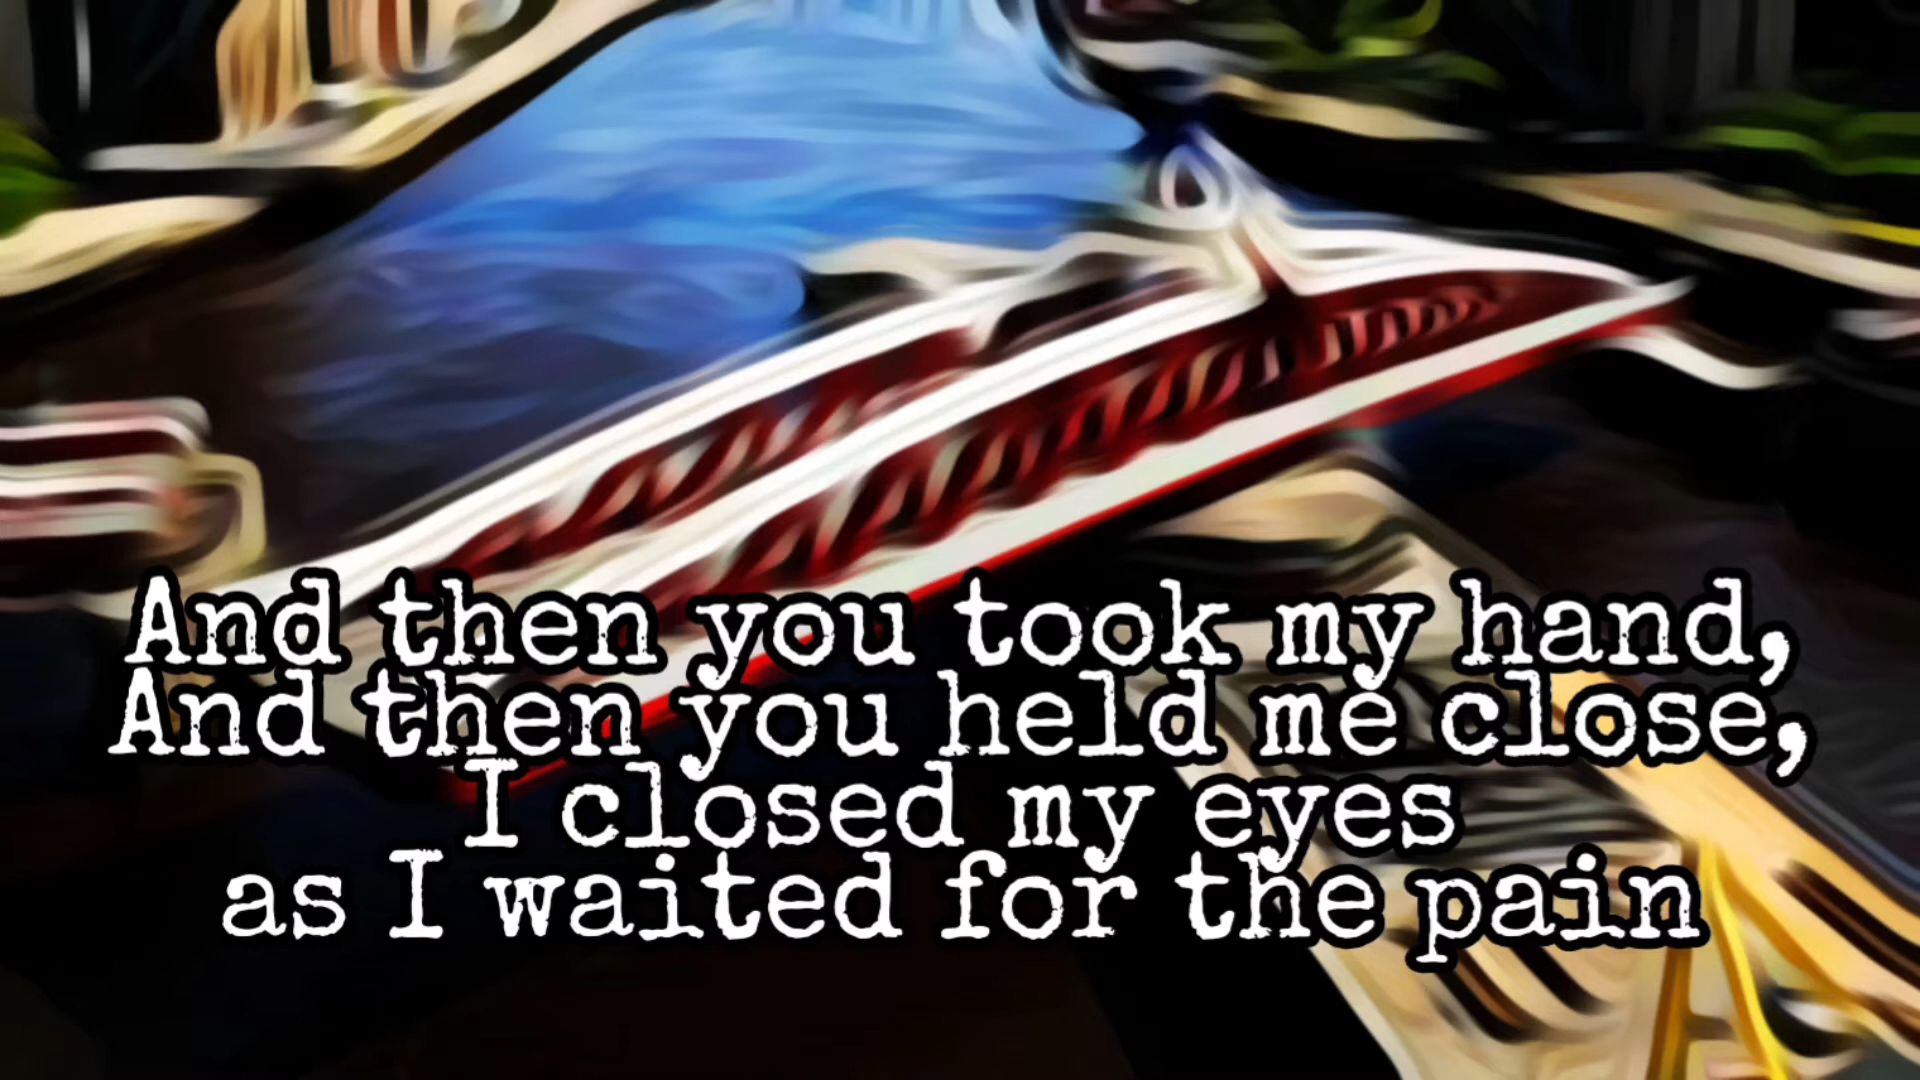 And then you took my hand,
And then you held me close,
I closed my eyes
as I waited for the pain